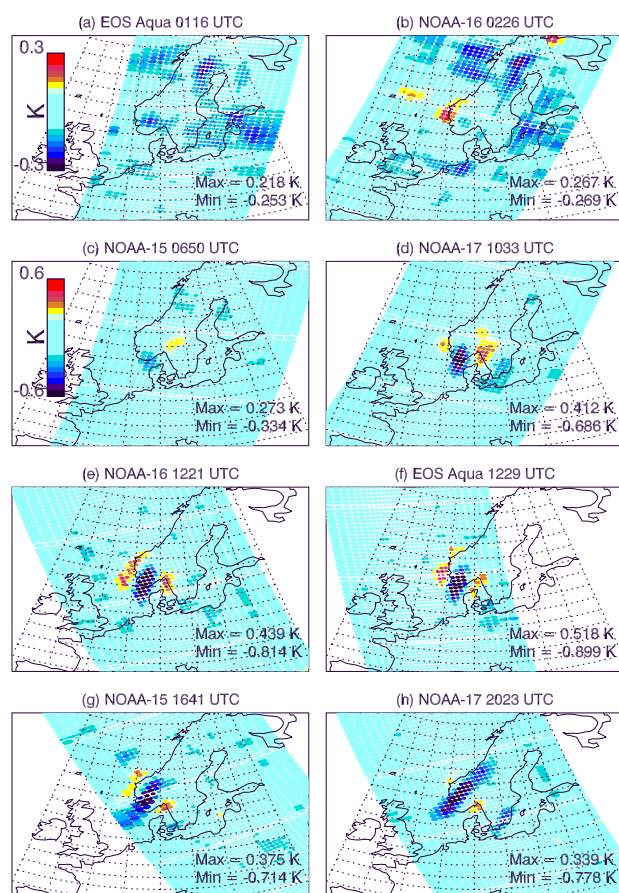 (a) EOS Aqua 0116 UTC
(b) NOAA-16 0226 UTC
0.3
K
-0.3
Max = 0.218 K
Min = -0.253 K
Max = 0.267 K
Min = -0.269 K
(c) NOAA-15 0650 UTC
(d) NOAA-17 1033 UTC
0.6
K
-0.6
Max = 0.273 K
Min = -0.334 K
Max = 0.412 K
Min = -0.686 K
(e) NOAA-16 1221 UTC
(f) EOS Aqua 1229 UTC
Max = 0.439 K
Min = -0.814 K
Max = 0.518 K
Min = -0.899 K
(g) NOAA-15 1641 UTC
(h) NOAA-17 2023 UTC
Max = 0.375 K
Min = -0.714 K
Max = 0.339 K
Min = -0.778 K